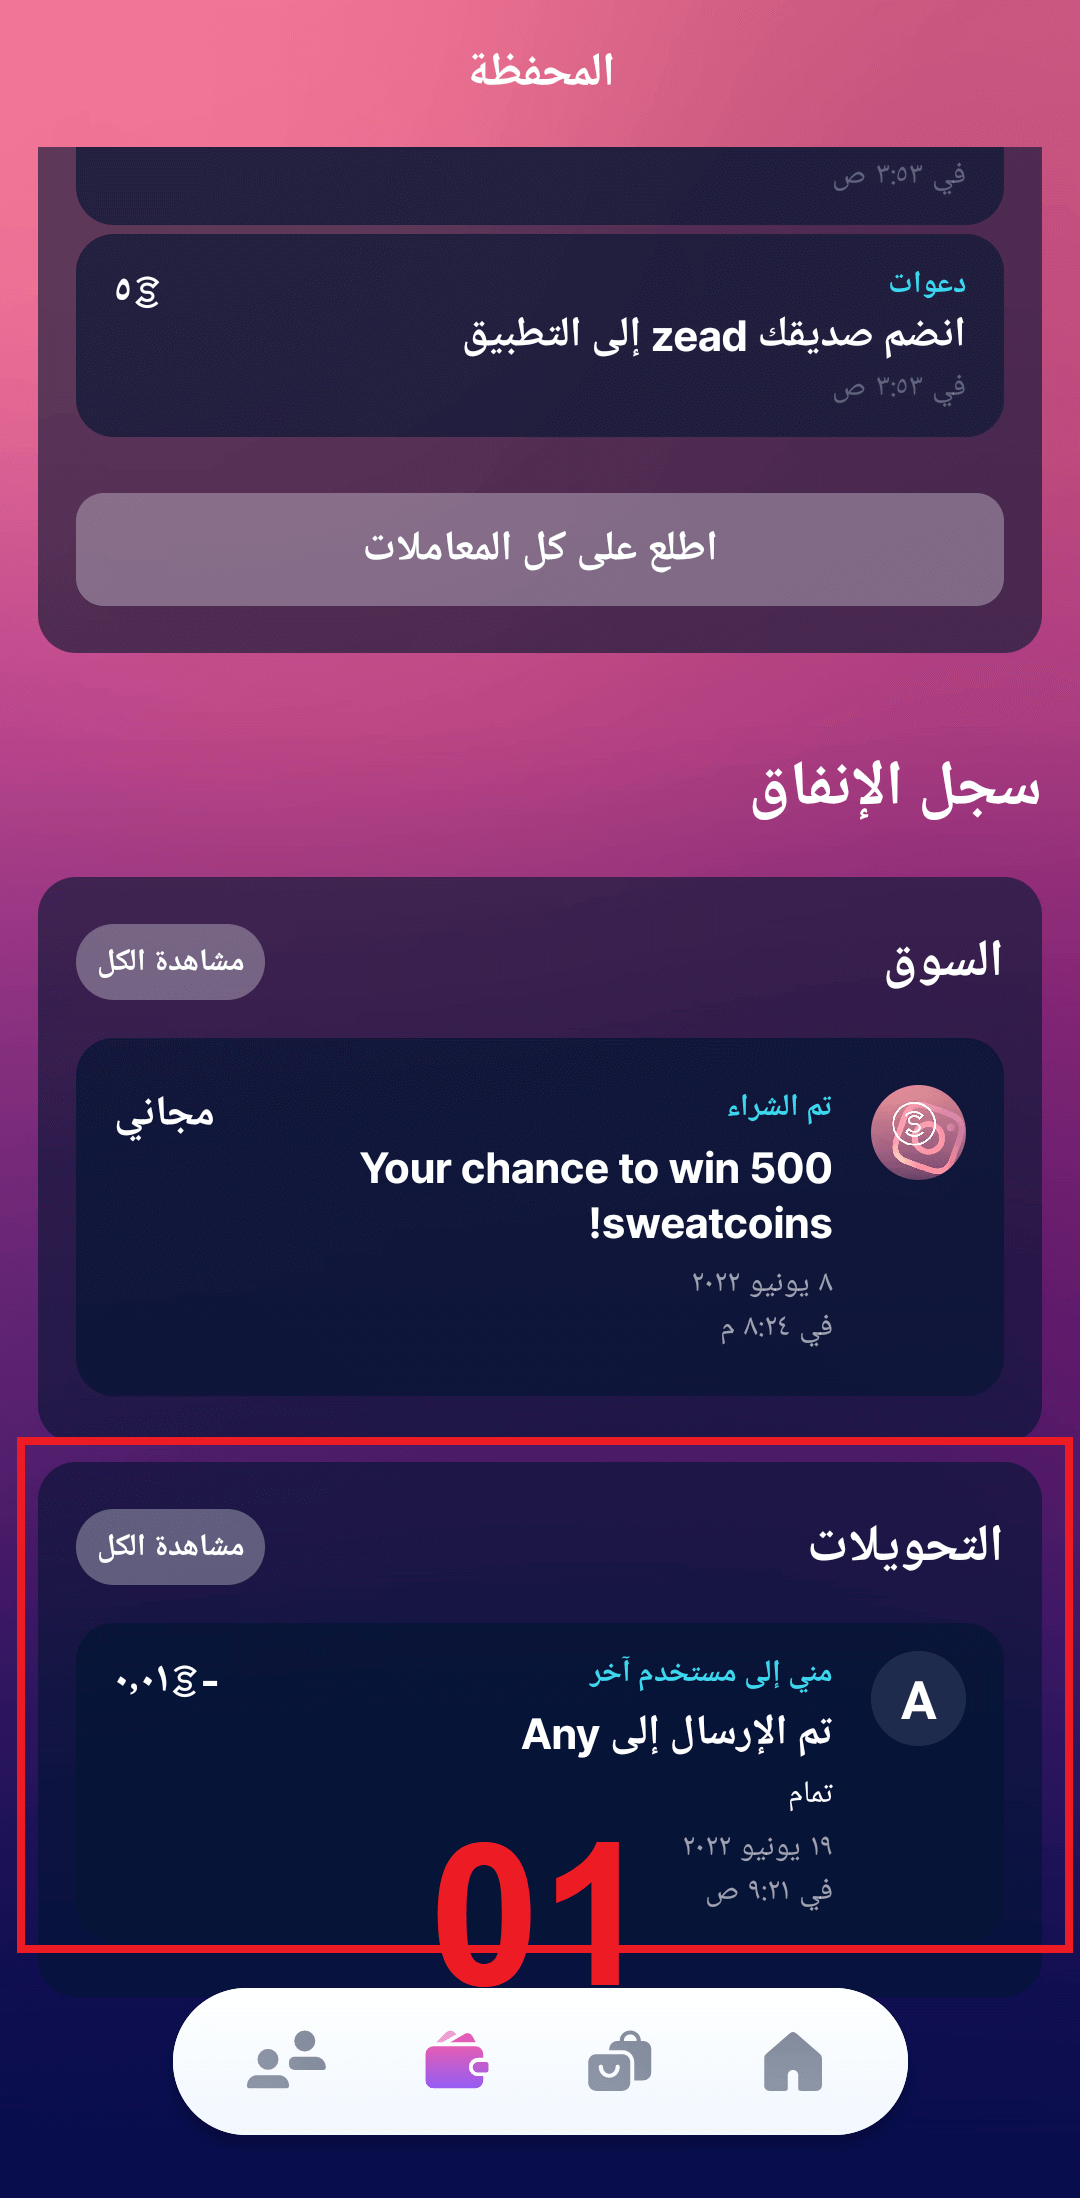 المحفظة
في ٣:٥٣ ص
دعوات
٥
انضم صديقك zead إلى التطبيق
في ٣:٥٣ ص
اطلع على كل المعاملات
سجل الإنفاق
السوق
مشاهدة الكل
تم الشراء
مجاني
Your chance to win 500
sweatcoins!
٨ يونيو ٢٠٢٢
في ٨:٢٤ م
التحويلات
مشاهدة الكل
مني إلى مستخدم آخر
-٠,٠١
A
تم الإرسال إلى Any
تمام
١٩ يونيو ٢٠٢٢
في ٩:٢١ ص
01